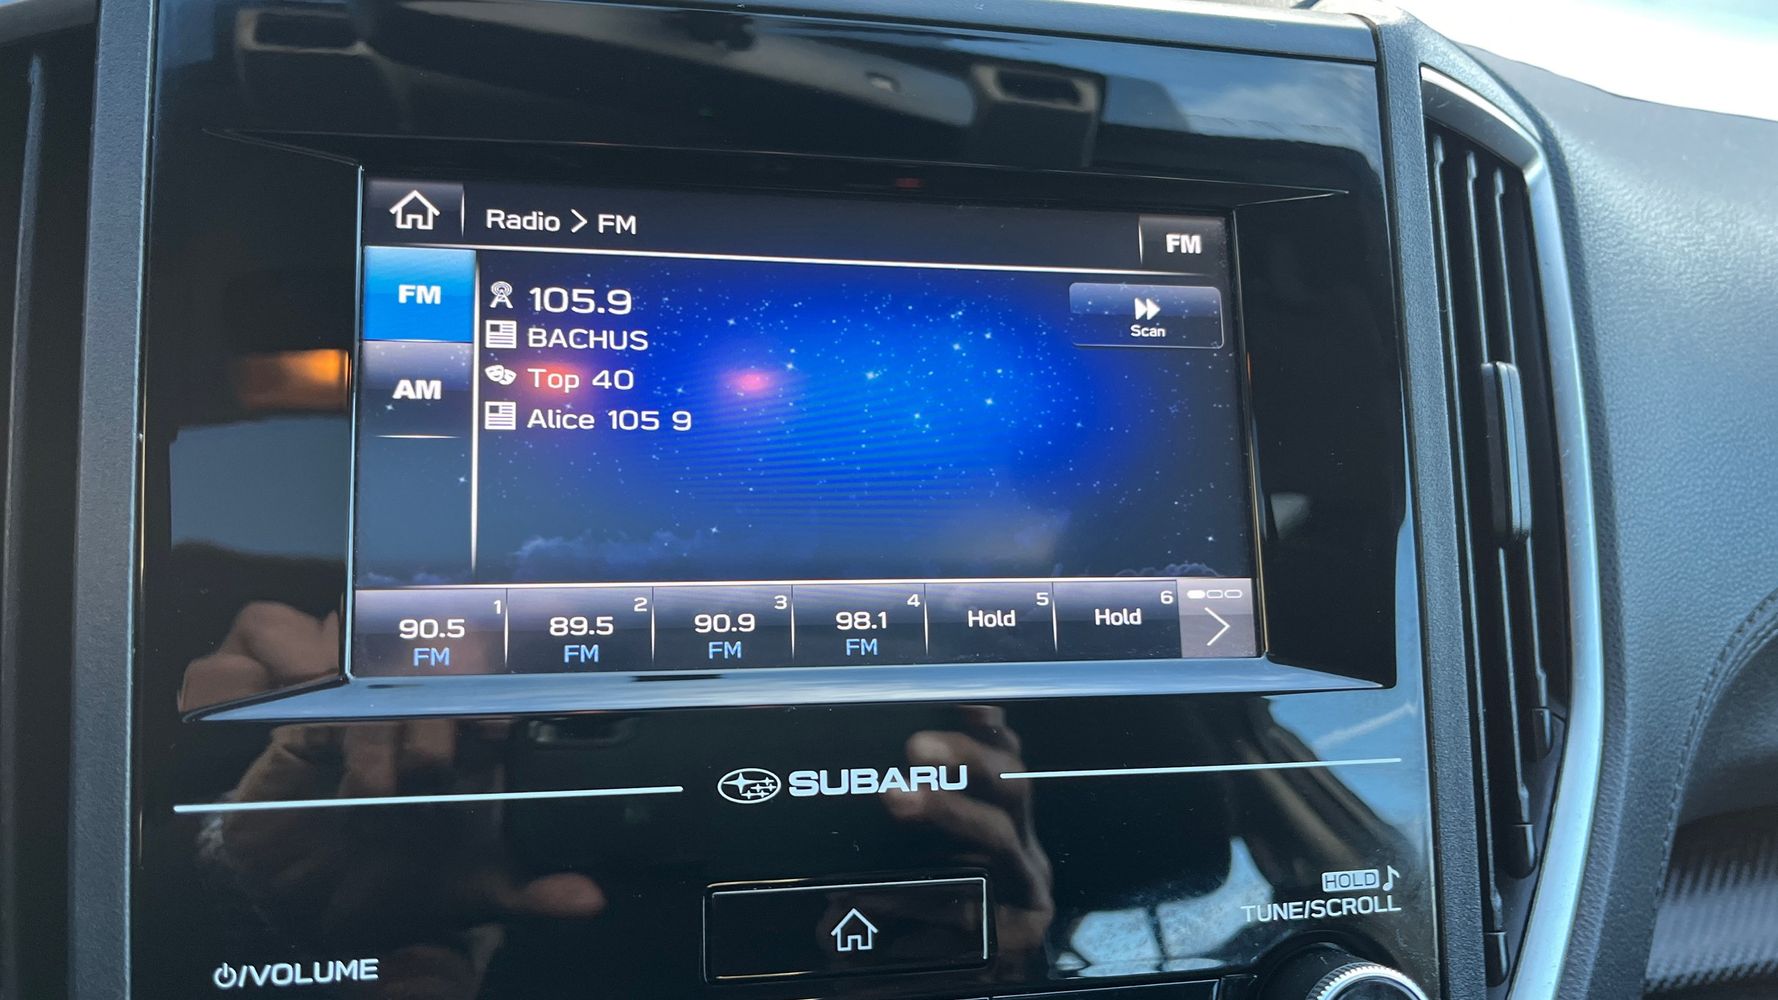 Radio > FM
FM
FM
105.9
Scan
BACHUS
AM
Top 40
Alice 105 9
1
90.5
FM
2
89.5
FM
3
90.9
FM
4
98.1
FM
5
Hold
6
Hold
SUBARU
HOLD
TUNE/SCROLL
/VOLUME